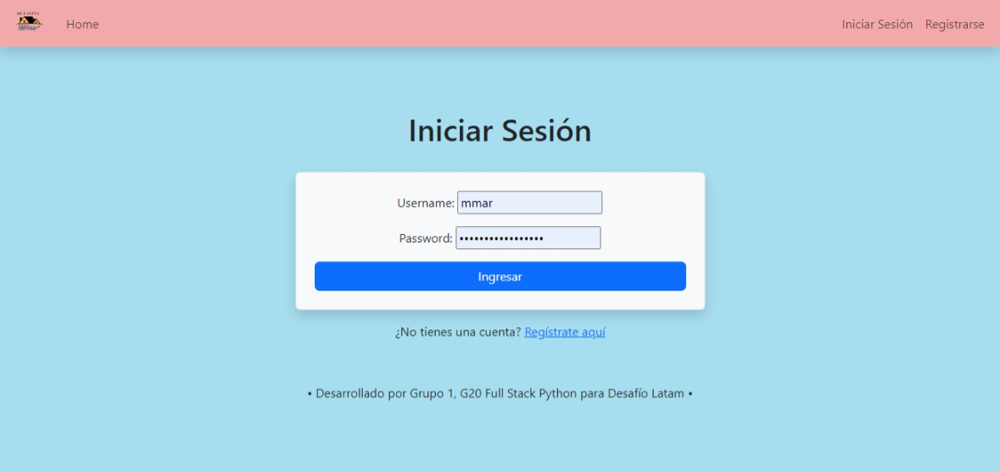 Home
Iniciar Sesión
Registrarse
Iniciar Sesión
Username: mmar
Password: •••••••••••••••••
Ingresar
¿No tienes una cuenta? Regístrate aquí
• Desarrollado por Grupo 1, G20 Full Stack Python para Desafío Latam •